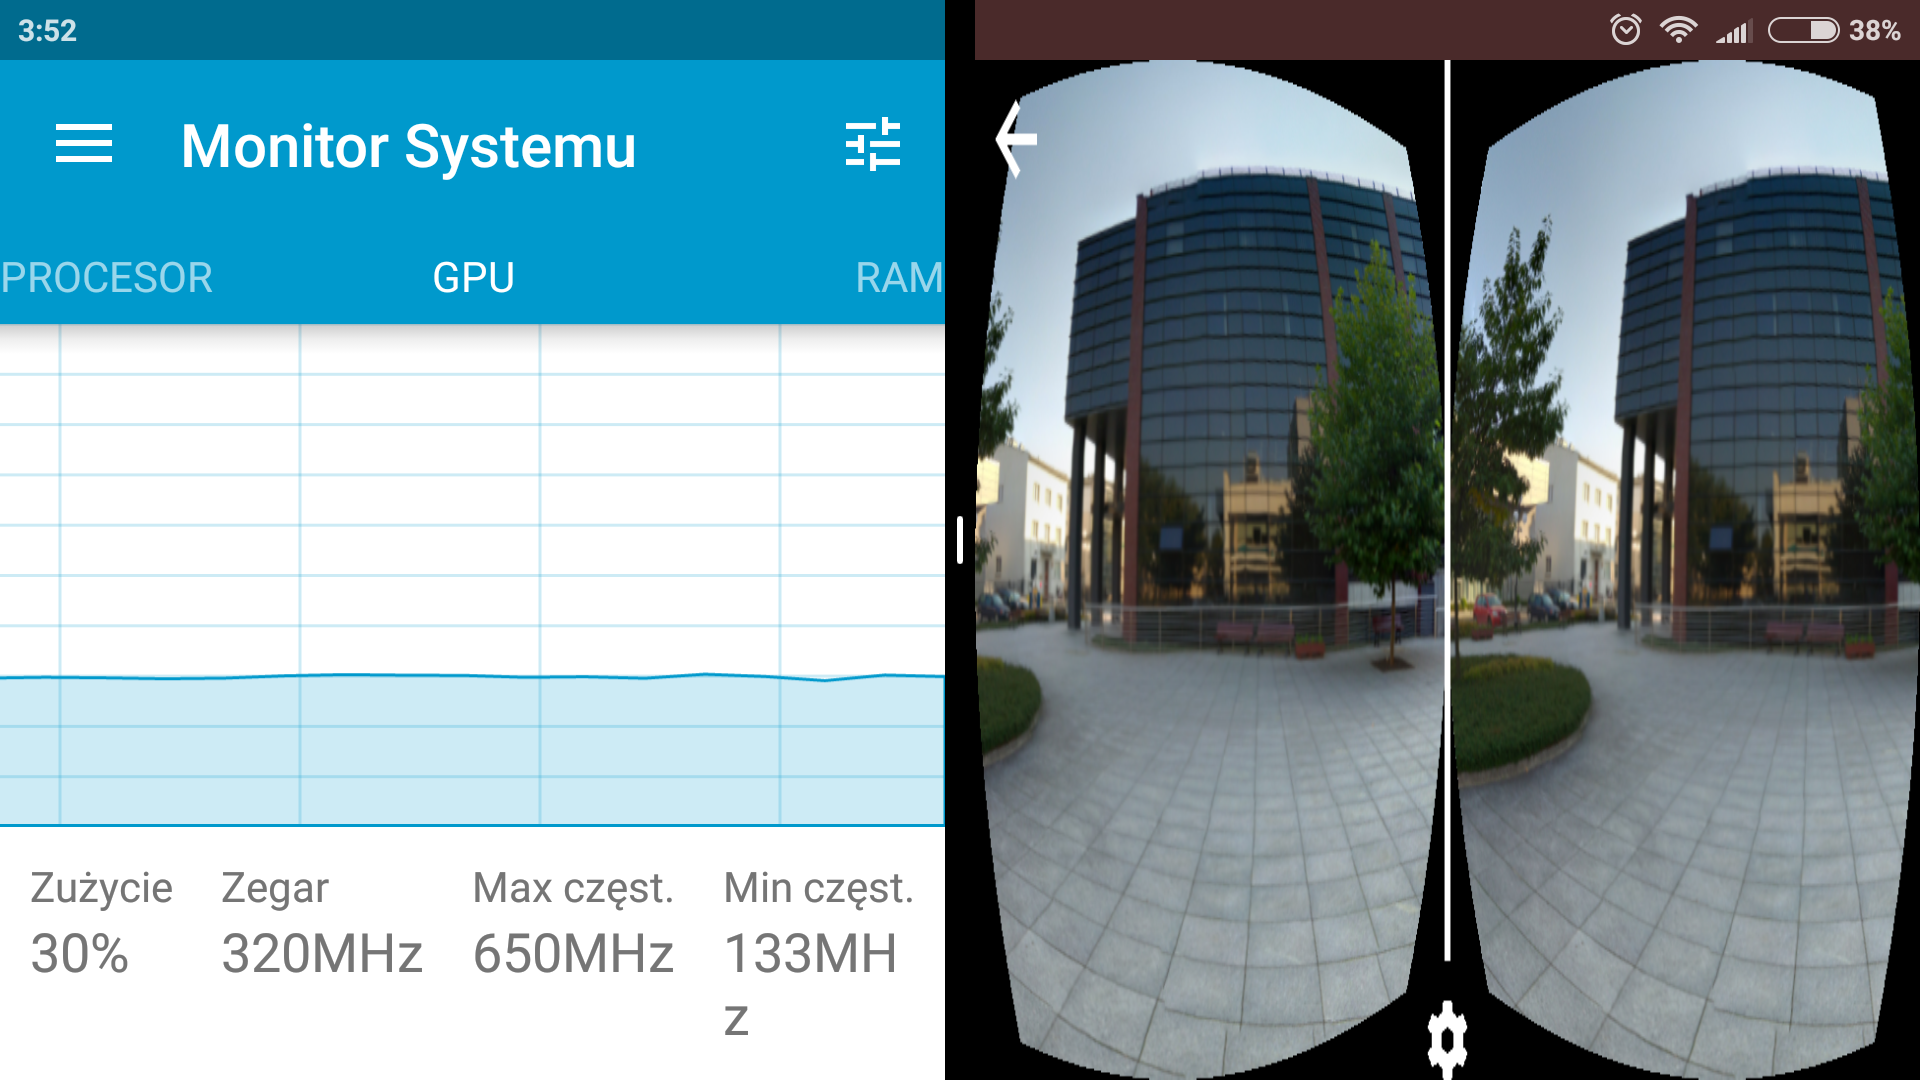 3:52
38%
Monitor Systemu
PROCESOR GPU RAM
Zużycie Zegar Max częst. Min częst.
30% 320MHz 650MHz 133MH
z